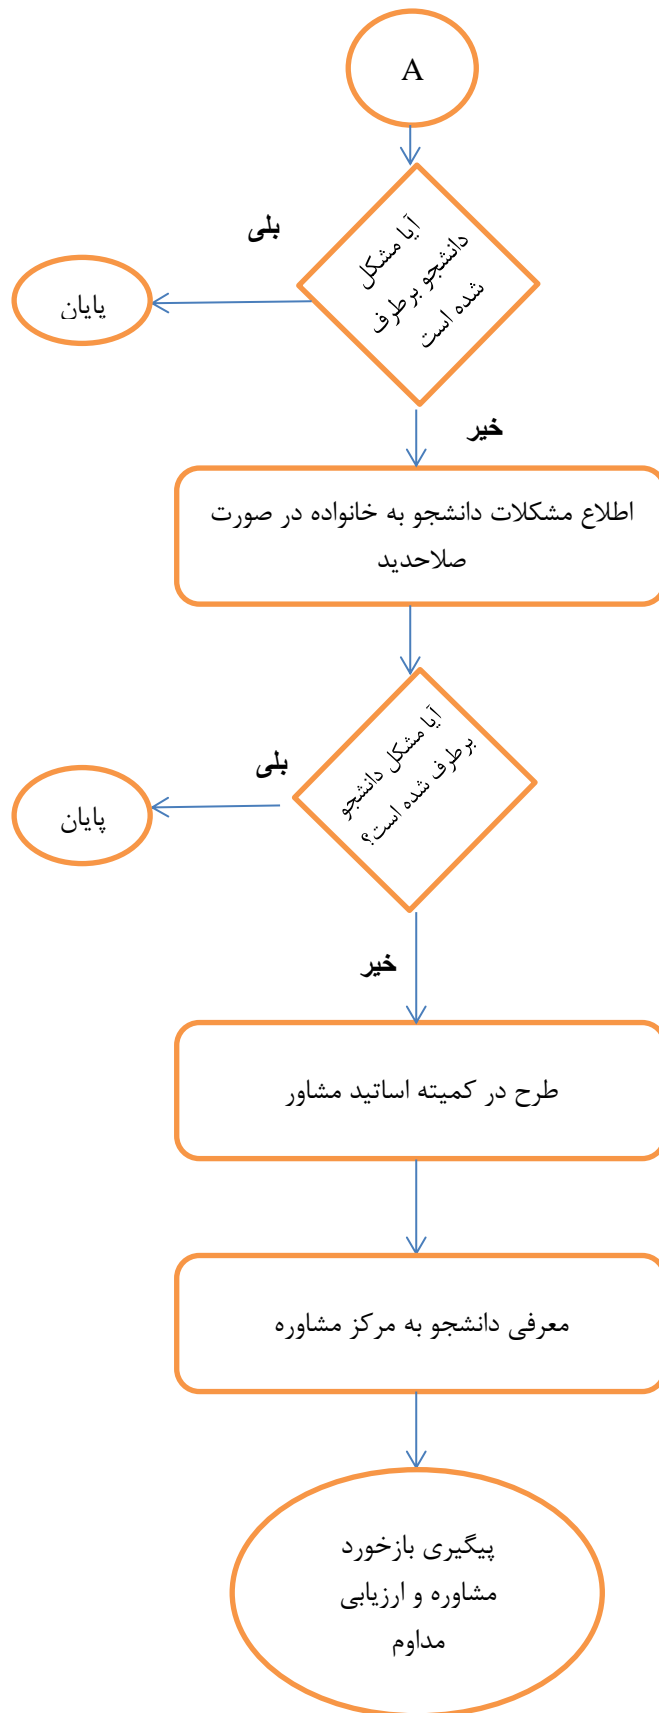 A
آیا مشکل
دانشجو برطرف
شده است
بلی
پایان
خیر
اطلاع مشکلات دانشجو به خانواده در صورت
صلاحدید
آیا مشکل دانشجو
برطرف شده است؟
بلی
پایان
خیر
طرح در کمیته اساتید مشاور
معرفی دانشجو به مرکز مشاوره
پیگیری بازخورد
مشاوره و ارزیابی
مداوم